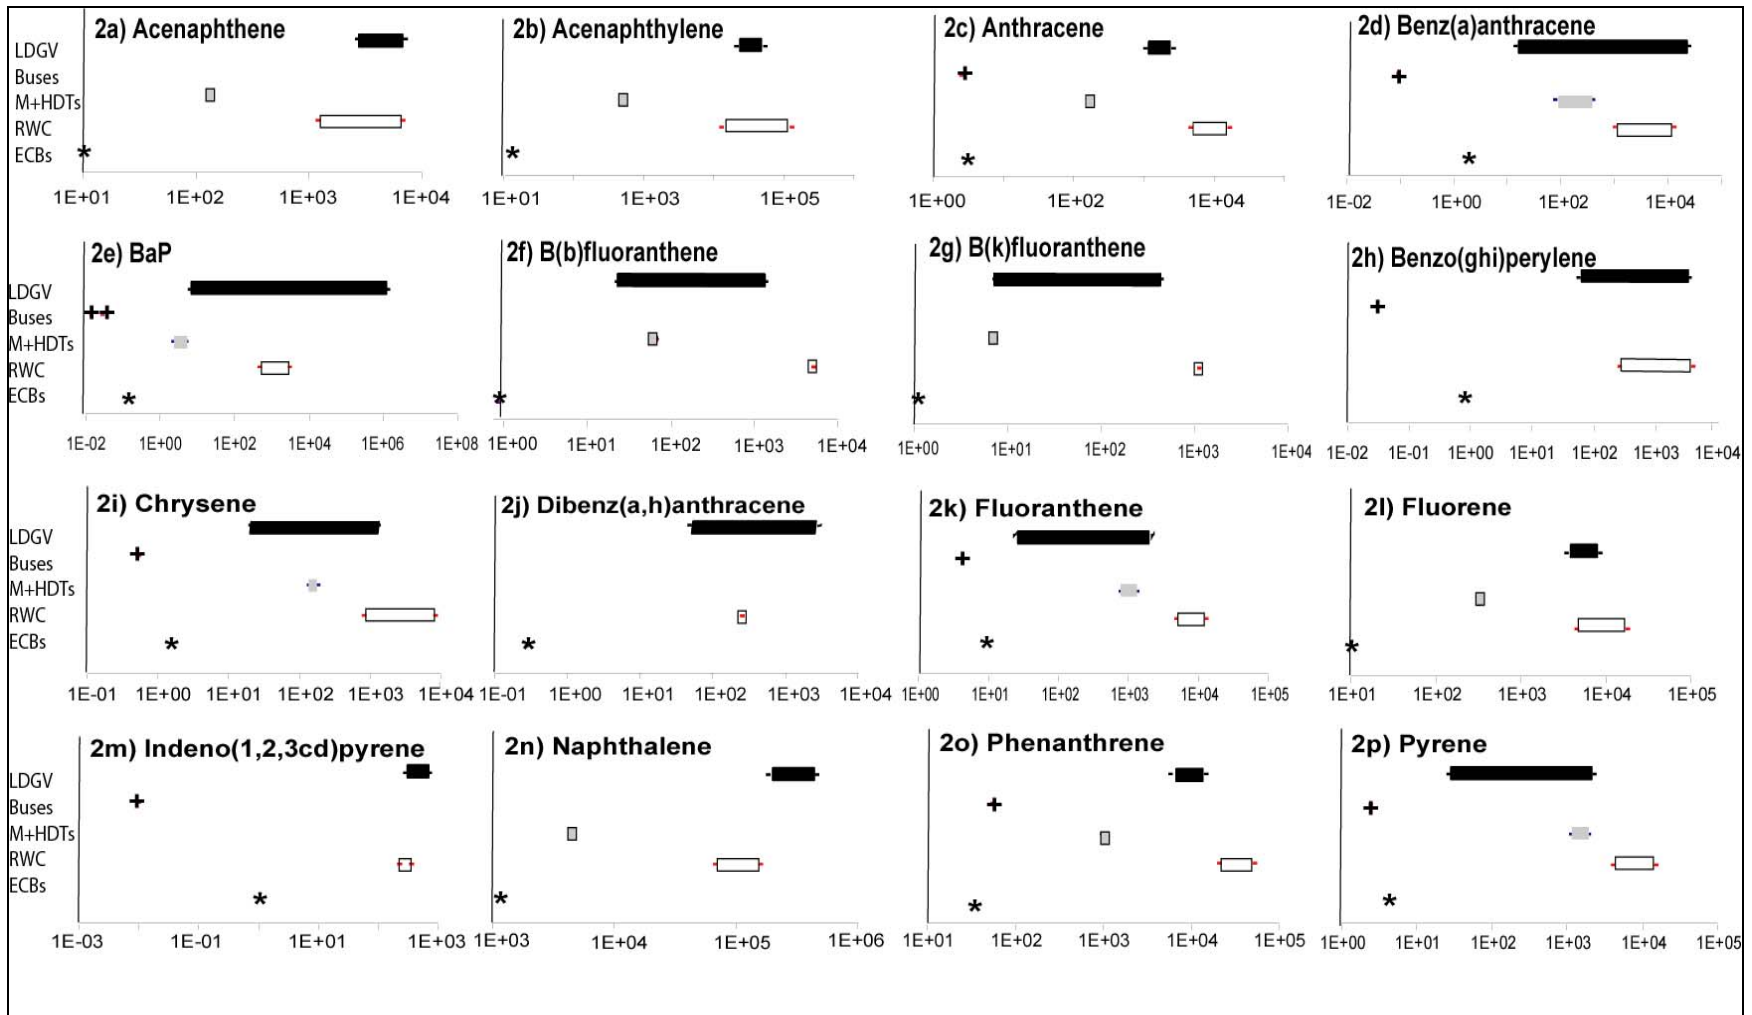 2a) Acenaphthene
2b) Acenaphthylene
2c) Anthracene
2d) Benz(a)anthracene
LDGV
Buses
M+HDTs
RWC
ECBs
1E+01 1E+02 1E+03 1E+04
1E+01 1E+03 1E+05
1E+00 1E+02 1E+04
1E-02 1E+00 1E+02 1E+04
2e) BaP
2f) B(b)fluoranthene
2g) B(k)fluoranthene
2h) Benzo(ghi)perylene
LDGV
Buses
M+HDTs
RWC
ECBs
1E-02 1E+00 1E+02 1E+04 1E+06 1E+08
1E+00 1E+01 1E+02 1E+03 1E+04
1E+00 1E+01 1E+02 1E+03 1E+04
1E-02 1E-01 1E+00 1E+01 1E+02 1E+03 1E+04
2i) Chrysene
2j) Dibenz(a,h)anthracene
2k) Fluoranthene
2l) Fluorene
LDGV
Buses
M+HDTs
RWC
ECBs
1E-01 1E+00 1E+01 1E+02 1E+03 1E+04
1E-01 1E+00 1E+01 1E+02 1E+03 1E+04
1E+00 1E+01 1E+02 1E+03 1E+04 1E+05
1E+01 1E+02 1E+03 1E+04 1E+05
2m) Indeno(1,2,3cd)pyrene
2n) Naphthalene
2o) Phenanthrene
2p) Pyrene
LDGV
Buses
M+HDTs
RWC
ECBs
1E-03 1E-01 1E+01 1E+03
1E+03 1E+04 1E+05 1E+06
1E+01 1E+02 1E+03 1E+04 1E+05
1E+00 1E+01 1E+02 1E+03 1E+04 1E+05